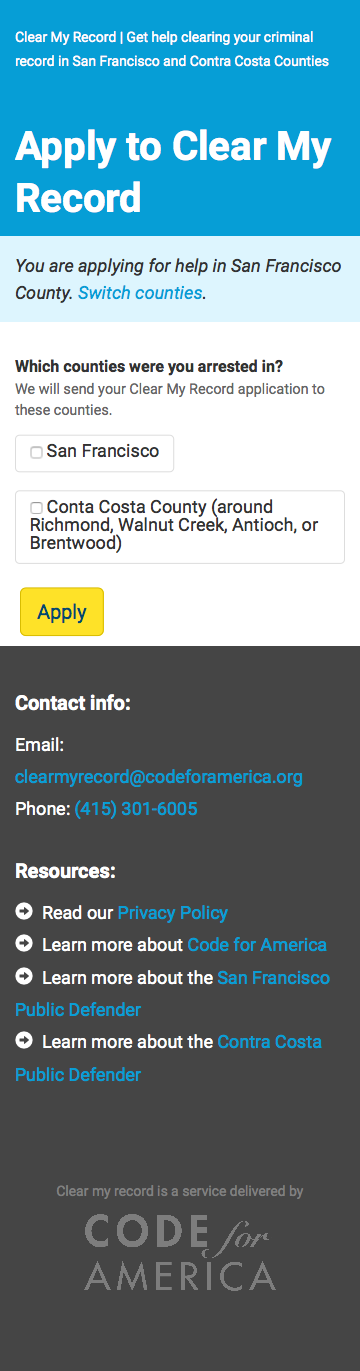 Clear My Record | Get help clearing your criminal
record in San Francisco and Contra Costa Counties
Apply to Clear My
Record
You are applying for help in San Francisco
County. Switch counties.
Which counties were you arrested in?
We will send your Clear My Record application to
these counties.
San Francisco
Conta Costa County (around
Richmond, Walnut Creek, Antioch, or
Brentwood)
Apply
Contact info:
Email:
clearmyrecord@codeforamerica.org
Phone: (415) 301-6005
Resources:
Read our Privacy Policy
Learn more about Code for America
Learn more about the San Francisco
Public Defender
Learn more about the Contra Costa
Public Defender
Clear my record is a service delivered by
CODE for
AMERICA